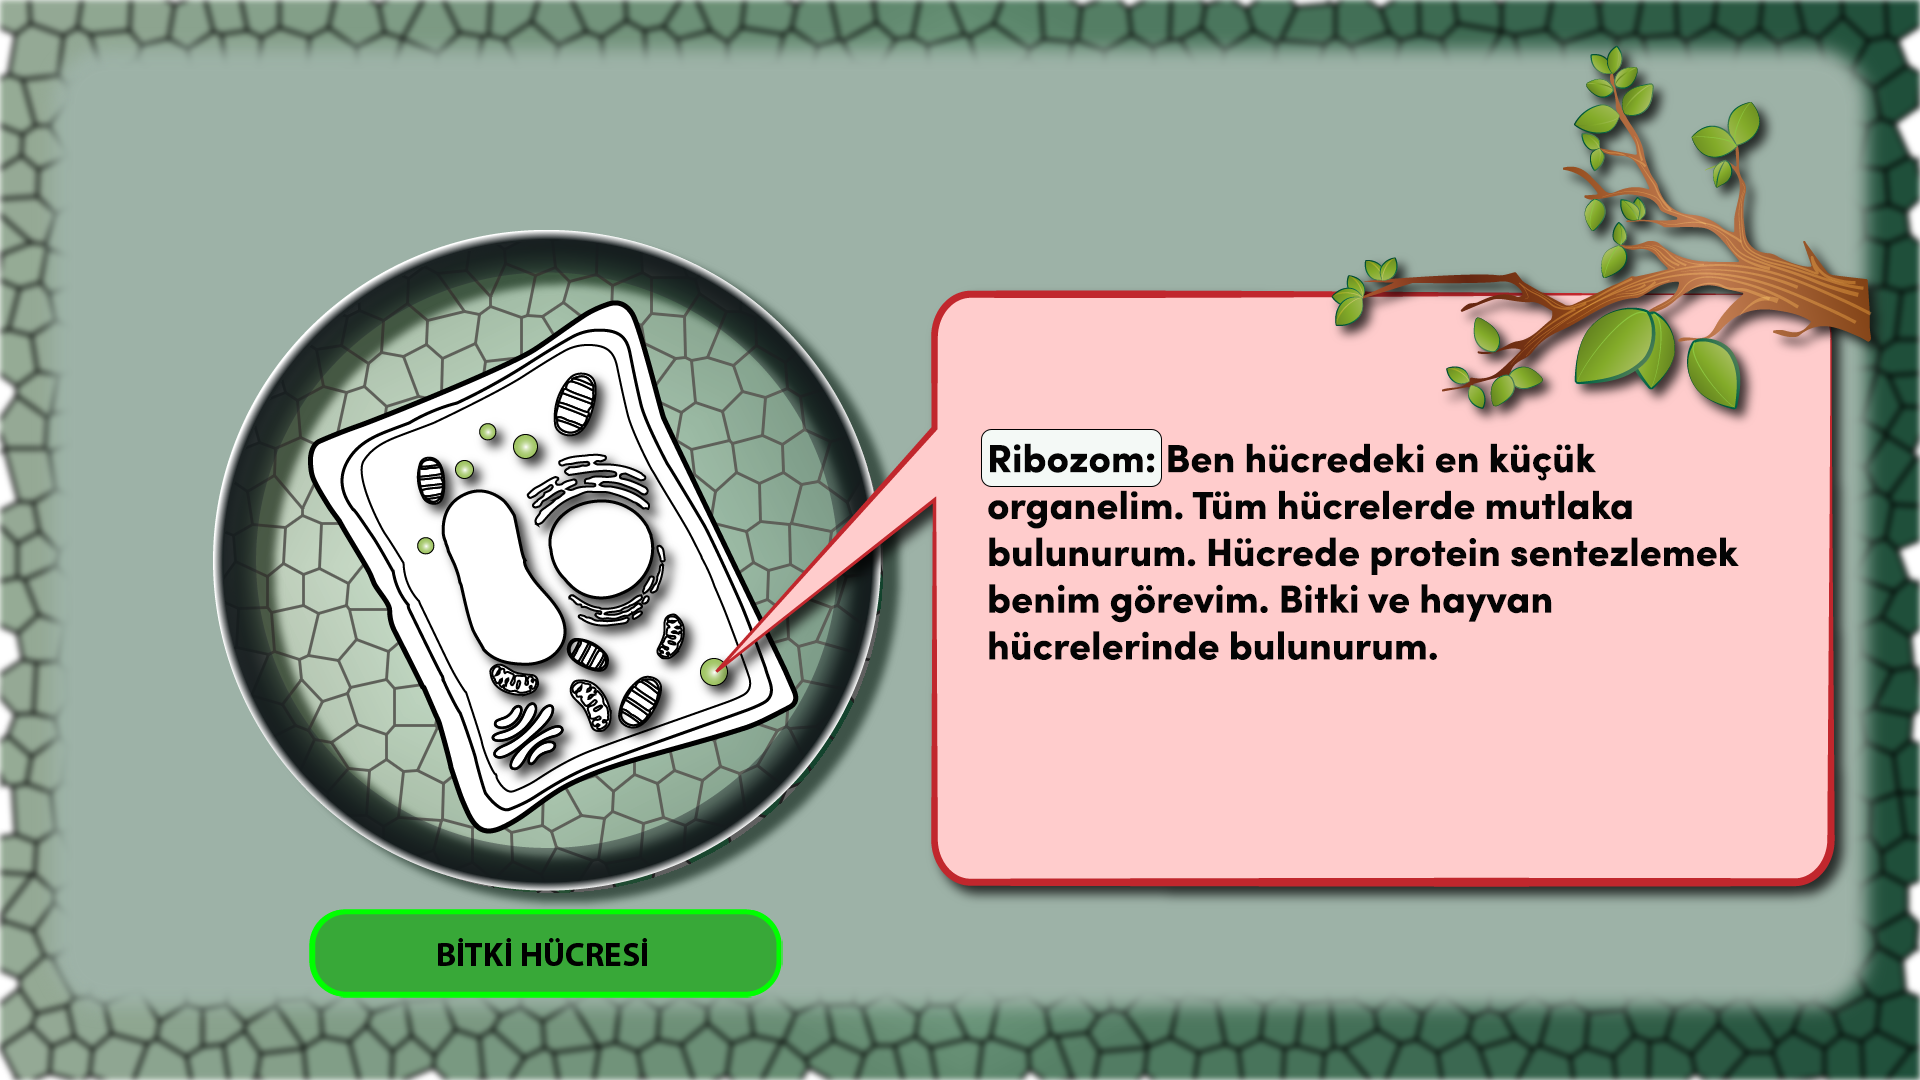 Ribozom: Ben hücredeki en küçük
organelim. Tüm hücrelerde mutlaka
bulunurum. Hücrede protein sentezlemek
benim görevim. Bitki ve hayvan
hücrelerinde bulunurum.
BİTKİ HÜCRESİ